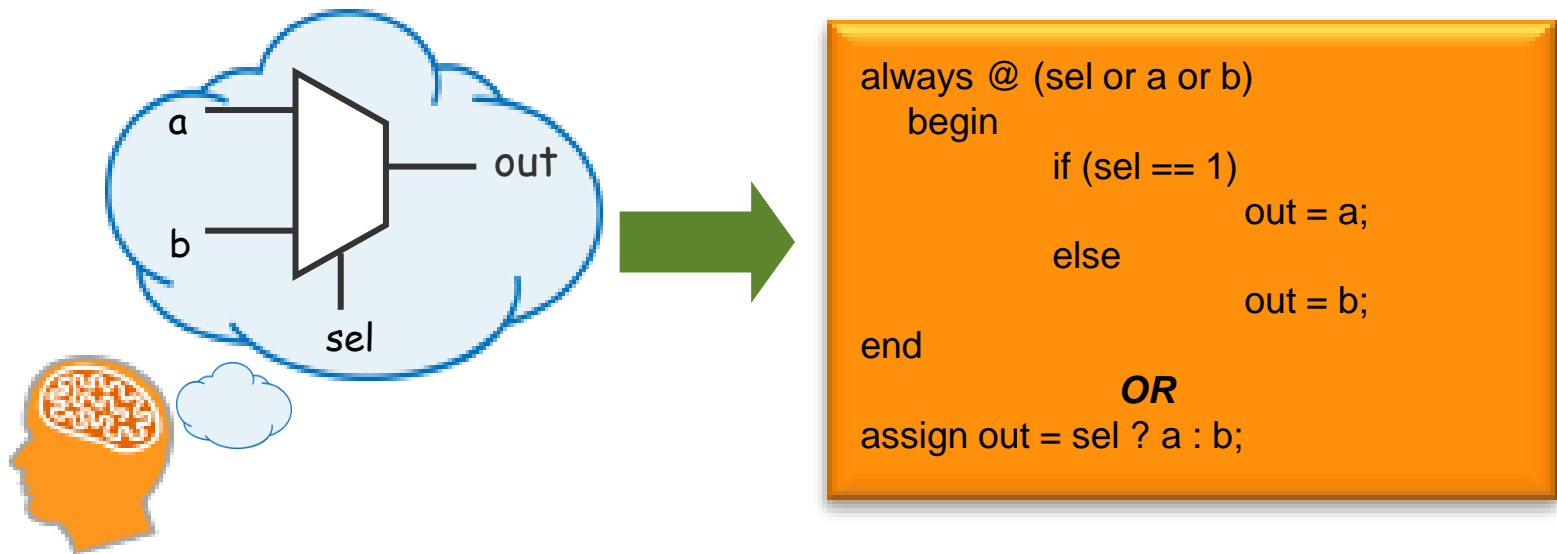 a
b
out
sel
always @ (sel or a or b)
begin
if (sel == 1)
out = a;
else
out = b;
end
OR
assign out = sel ? a : b;